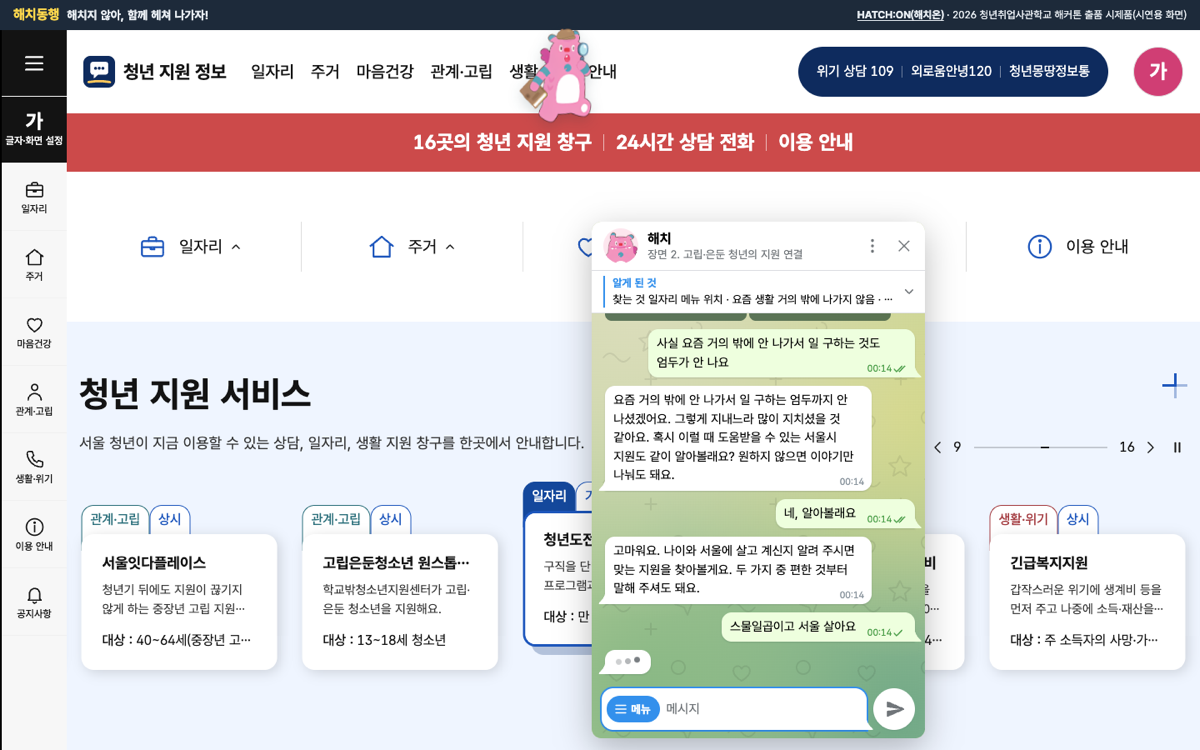 해치동행 해치지 않아, 함께 헤쳐 나가자!
HATCH:ON(해치온) · 2026 청년취업사관학교 해커톤 출품 시제품(시연용 화면)
청년 지원 정보 일자리 주거 마음건강 관계·고립 생활 안내
위기 상담 109 외로움안녕120 청년몽땅정보통
가
가
글자·화면 설정
일자리
주거
마음건강
관계·고립
생활·위기
이용 안내
공지사항
16곳의 청년 지원 창구 24시간 상담 전화 이용 안내
일자리 주거 이용 안내
청년 지원 서비스
서울 청년이 지금 이용할 수 있는 상담, 일자리, 생활 지원 창구를 한곳에서 안내합니다.
9 16
관계·고립 상시
서울잇다플레이스
청년기 뒤에도 지원이 끊기지
않게 하는 중장년 고립 지원…
대상 : 40~64세(중장년 고…
관계·고립 상시
고립은둔청소년 원스톱…
학교밖청소년지원센터가 고립·
은둔 청소년을 지원해요.
대상 : 13~18세 청소년
일자리
청년도전
구직을 단
프로그램과
대상 : 만
비
생활·위기 상시
긴급복지지원
갑작스러운 위기에 생계비 등을
먼저 주고 나중에 소득·재산을…
대상 : 주 소득자의 사망·가…
해치
장면 2. 고립·은둔 청년의 지원 연결
알게 된 것
찾는 것 일자리 메뉴 위치 · 요즘 생활 거의 밖에 나가지 않음 · …
사실 요즘 거의 밖에 안 나가서 일 구하는 것도
엄두가 안 나요
00:14
요즘 거의 밖에 안 나가서 일 구하는 엄두까지 안
나셨겠어요. 그렇게 지내느라 많이 지치셨을 것
같아요. 혹시 이럴 때 도움받을 수 있는 서울시
지원도 같이 알아볼래요? 원하지 않으면 이야기만
나눠도 돼요.
00:14
네, 알아볼래요 00:14
고마워요. 나이와 서울에 살고 계신지 알려 주시면
맞는 지원을 찾아볼게요. 두 가지 중 편한 것부터
말해 주셔도 돼요.
00:14
스물일곱이고 서울 살아요 00:14
메뉴 메시지